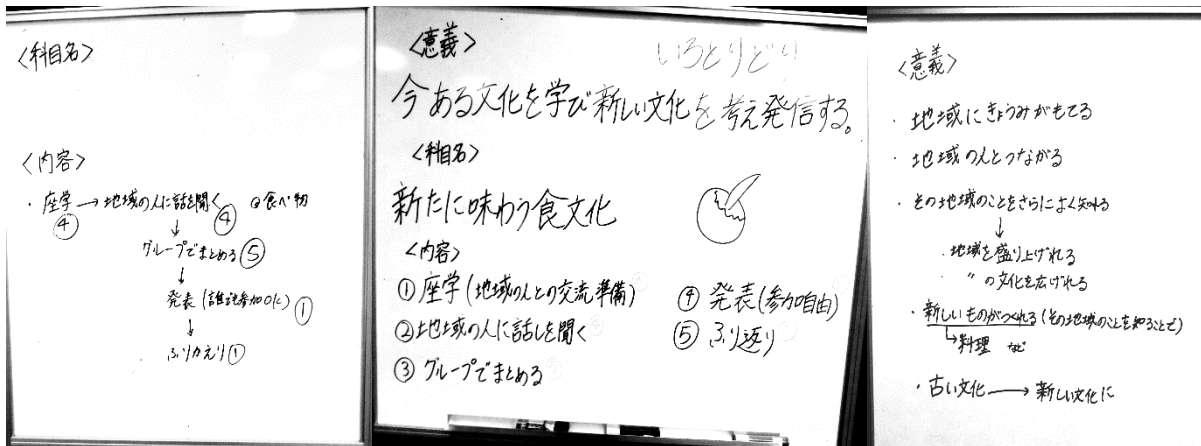 <科目名>
<内容>
・座学→地域の人に話を聞く ④ @食べ物
④
↓
グループでまとめる⑤
↓
発表(誰でも参加OK) ①
↓
ふりかえり①
<意義>
いろとりどり
今ある文化を学び新しい文化を考え発信する。
<科目名>
新たに味わう食文化
<内容>
①座学(地域の人との交流準備)
②地域の人に話しを聞く
③グループでまとめる
④発表(参加自由)
⑤ふり返り
<意義>
・地域にきょうみがもてる
・地域の人とつながる
・その地域のことをさらによく知れる
↓
・地域を盛り上げれる
・〃の文化を広げれる
・新しいものがつくれる(その地域のことを知ることで)
↳料理 など
・古い文化→新しい文化に